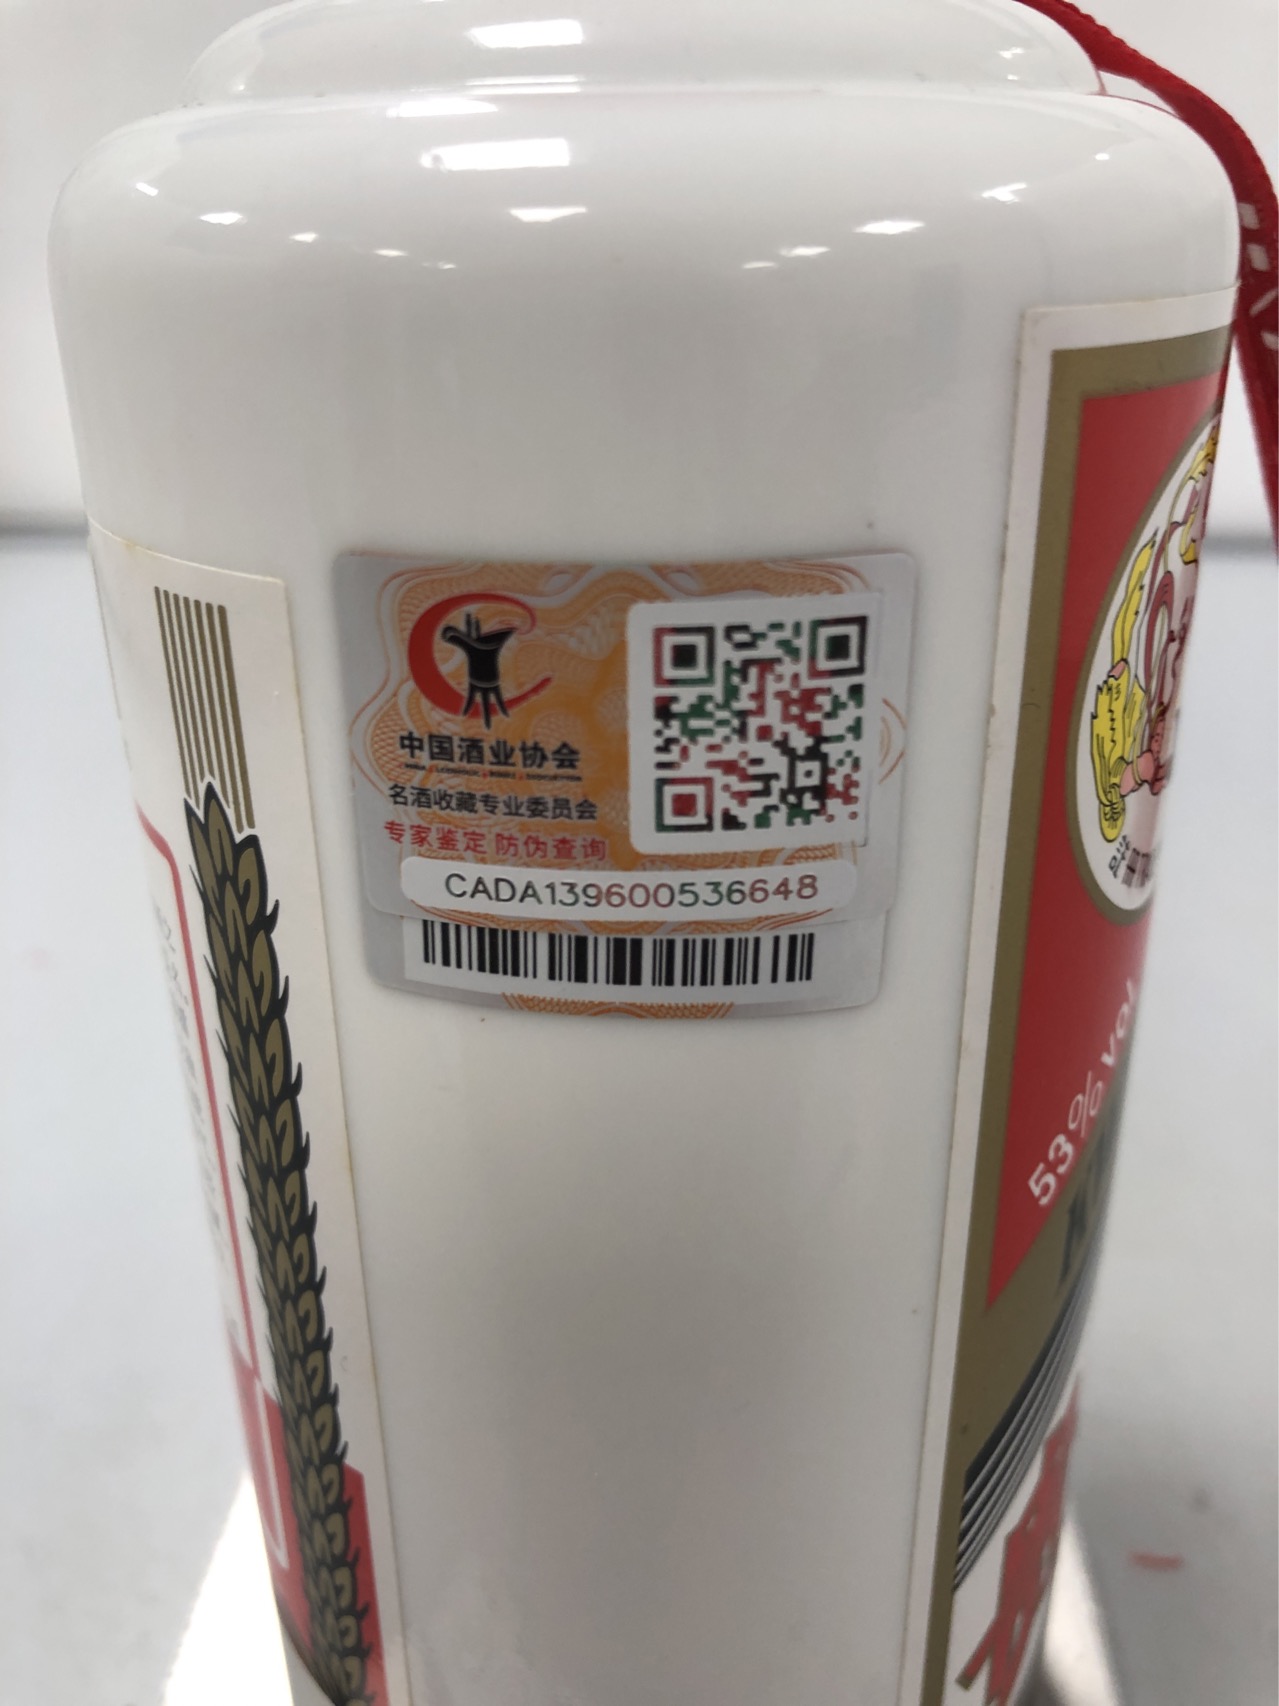 中国酒业协会
名酒收藏专业委员会
专家鉴定 防伪查询
CADA139600536648
53% vol